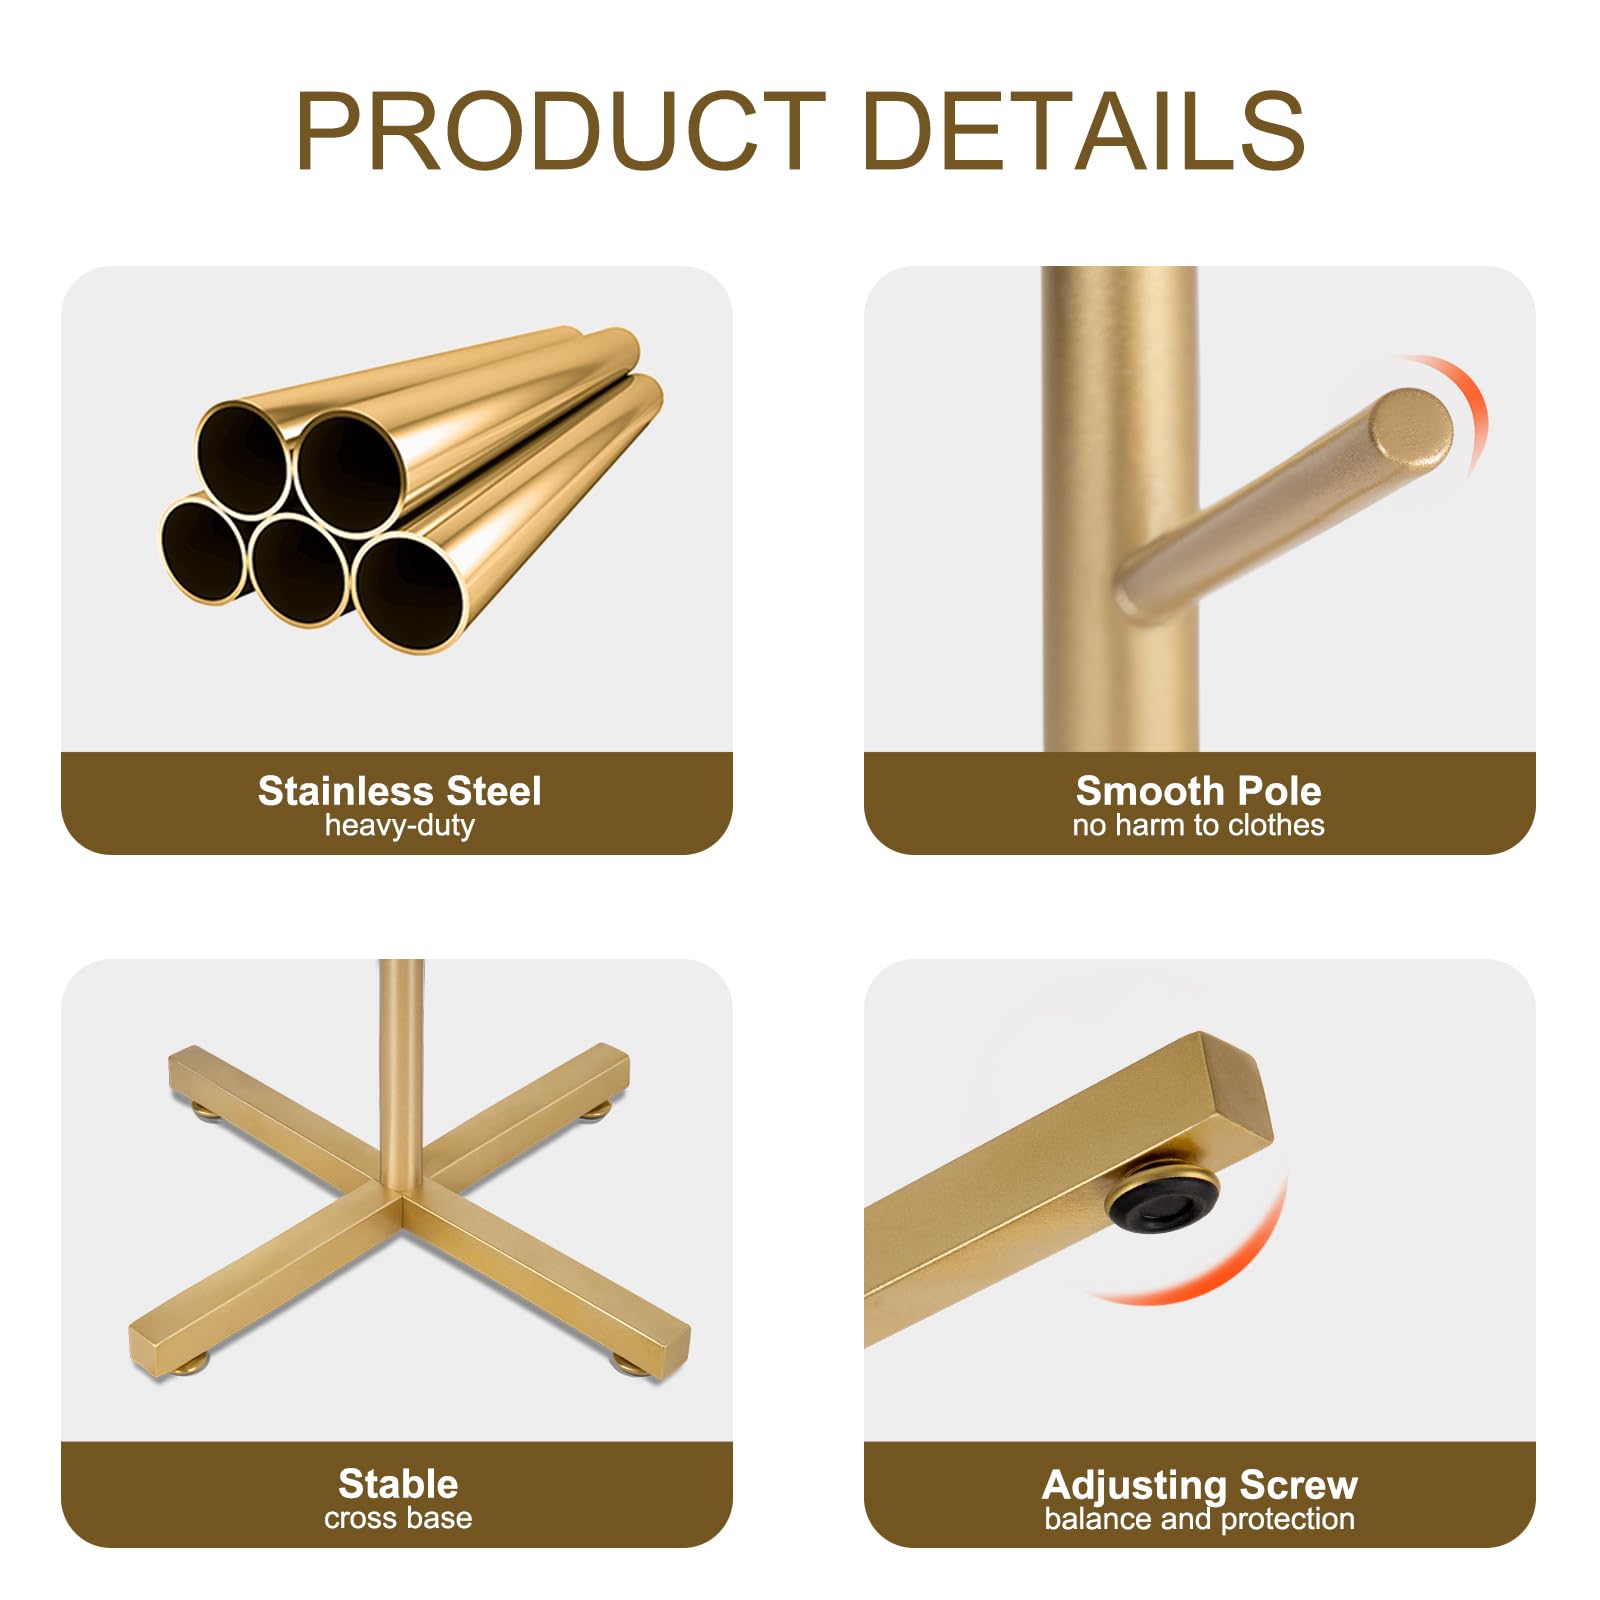 PRODUCT DETAILS
Stainless Steel
heavy-duty
Smooth Pole
no harm to clothes
Stable
cross base
Adjusting Screw
balance and protection